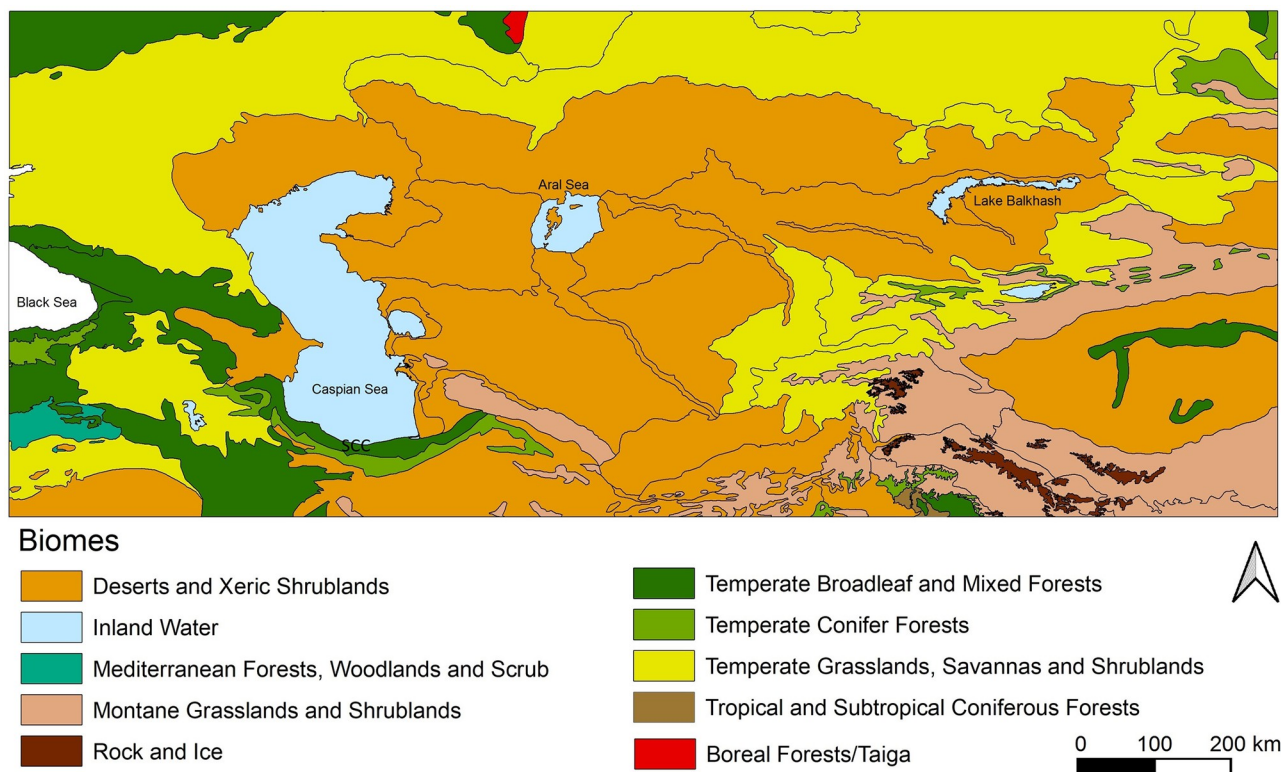 Aral Sea
Lake Balkhash
Black Sea
Caspian Sea
SCC
Biomes
Deserts and Xeric Shrublands
Inland Water
Mediterranean Forests, Woodlands and Scrub
Montane Grasslands and Shrublands
Rock and Ice
Temperate Broadleaf and Mixed Forests
Temperate Conifer Forests
Temperate Grasslands, Savannas and Shrublands
Tropical and Subtropical Coniferous Forests
Boreal Forests/Taiga
0 100 200 km